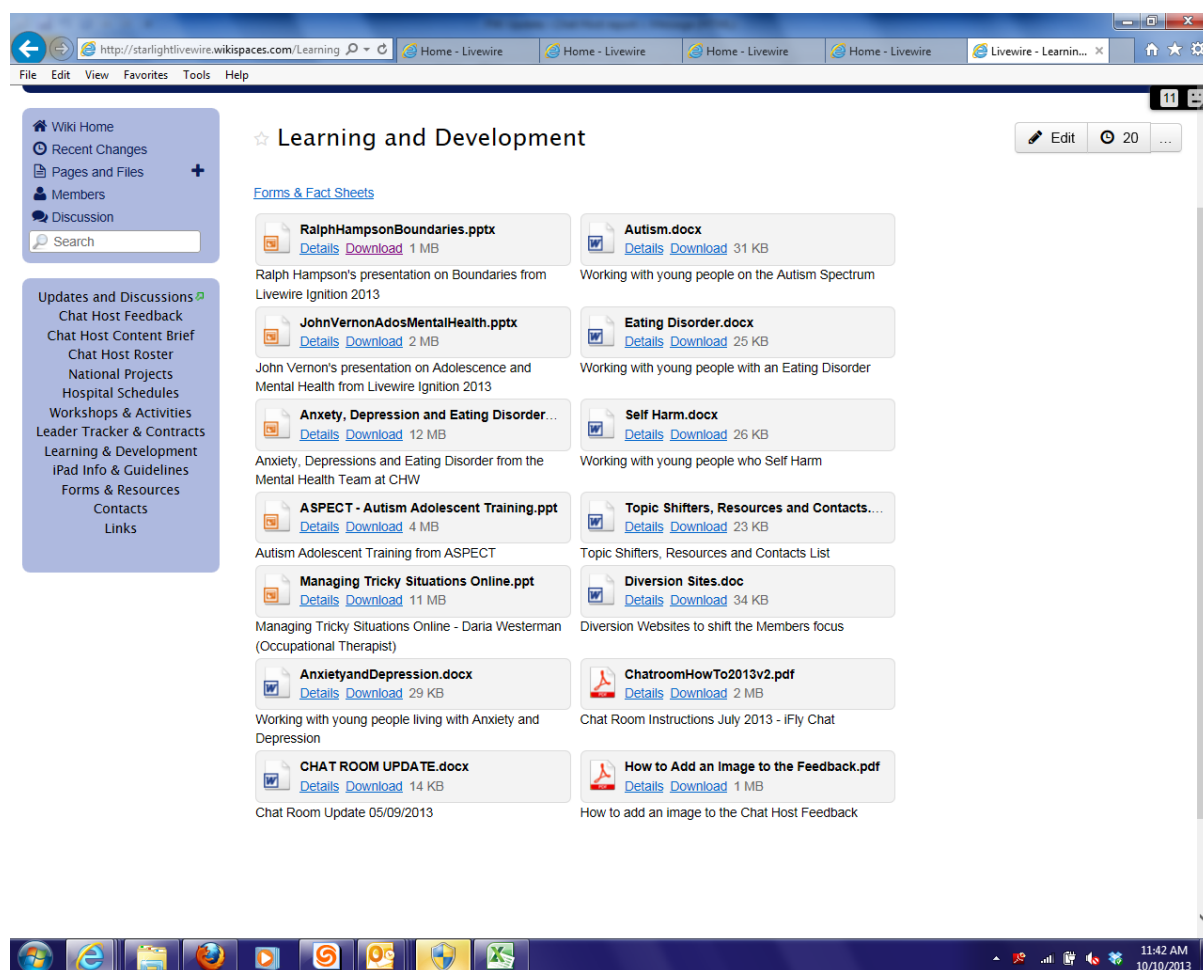 http://starlightlivewire.wikispaces.com/Learning
Home - Livewire
Home - Livewire
Home - Livewire
Home - Livewire
Livewire - Learnin...
File Edit View Favorites Tools Help
11
Wiki Home
Recent Changes
Pages and Files
Members
Discussion
Search
Updates and Discussions
Chat Host Feedback
Chat Host Content Brief
Chat Host Roster
National Projects
Hospital Schedules
Workshops & Activities
Leader Tracker & Contracts
Learning & Development
iPad Info & Guidelines
Forms & Resources
Contacts
Links
Learning and Development
Edit 20 ...
Forms & Fact Sheets
RalphHampsonBoundaries.pptx
Details Download 1 MB
Ralph Hampson's presentation on Boundaries from
Livewire Ignition 2013
Autism.docx
Details Download 31 KB
Working with young people on the Autism Spectrum
JohnVernonAdosMentalHealth.pptx
Details Download 2 MB
John Vernon's presentation on Adolescence and
Mental Health from Livewire Ignition 2013
Eating Disorder.docx
Details Download 25 KB
Working with young people with an Eating Disorder
Anxety, Depression and Eating Disorder...
Details Download 12 MB
Anxiety, Depressions and Eating Disorder from the
Mental Health Team at CHW
Self Harm.docx
Details Download 26 KB
Working with young people who Self Harm
ASPECT - Autism Adolescent Training.ppt
Details Download 4 MB
Autism Adolescent Training from ASPECT
Topic Shifters, Resources and Contacts....
Details Download 23 KB
Topic Shifters, Resources and Contacts List
Managing Tricky Situations Online.ppt
Details Download 11 MB
Managing Tricky Situations Online - Daria Westerman
(Occupational Therapist)
Diversion Sites.doc
Details Download 34 KB
Diversion Websites to shift the Members focus
AnxietyandDepression.docx
Details Download 29 KB
Working with young people living with Anxiety and
Depression
ChatroomHowTo2013v2.pdf
Details Download 2 MB
Chat Room Instructions July 2013 - iFly Chat
CHAT ROOM UPDATE.docx
Details Download 14 KB
Chat Room Update 05/09/2013
How to Add an Image to the Feedback.pdf
Details Download 1 MB
How to add an image to the Chat Host Feedback
11:42 AM
10/10/2013